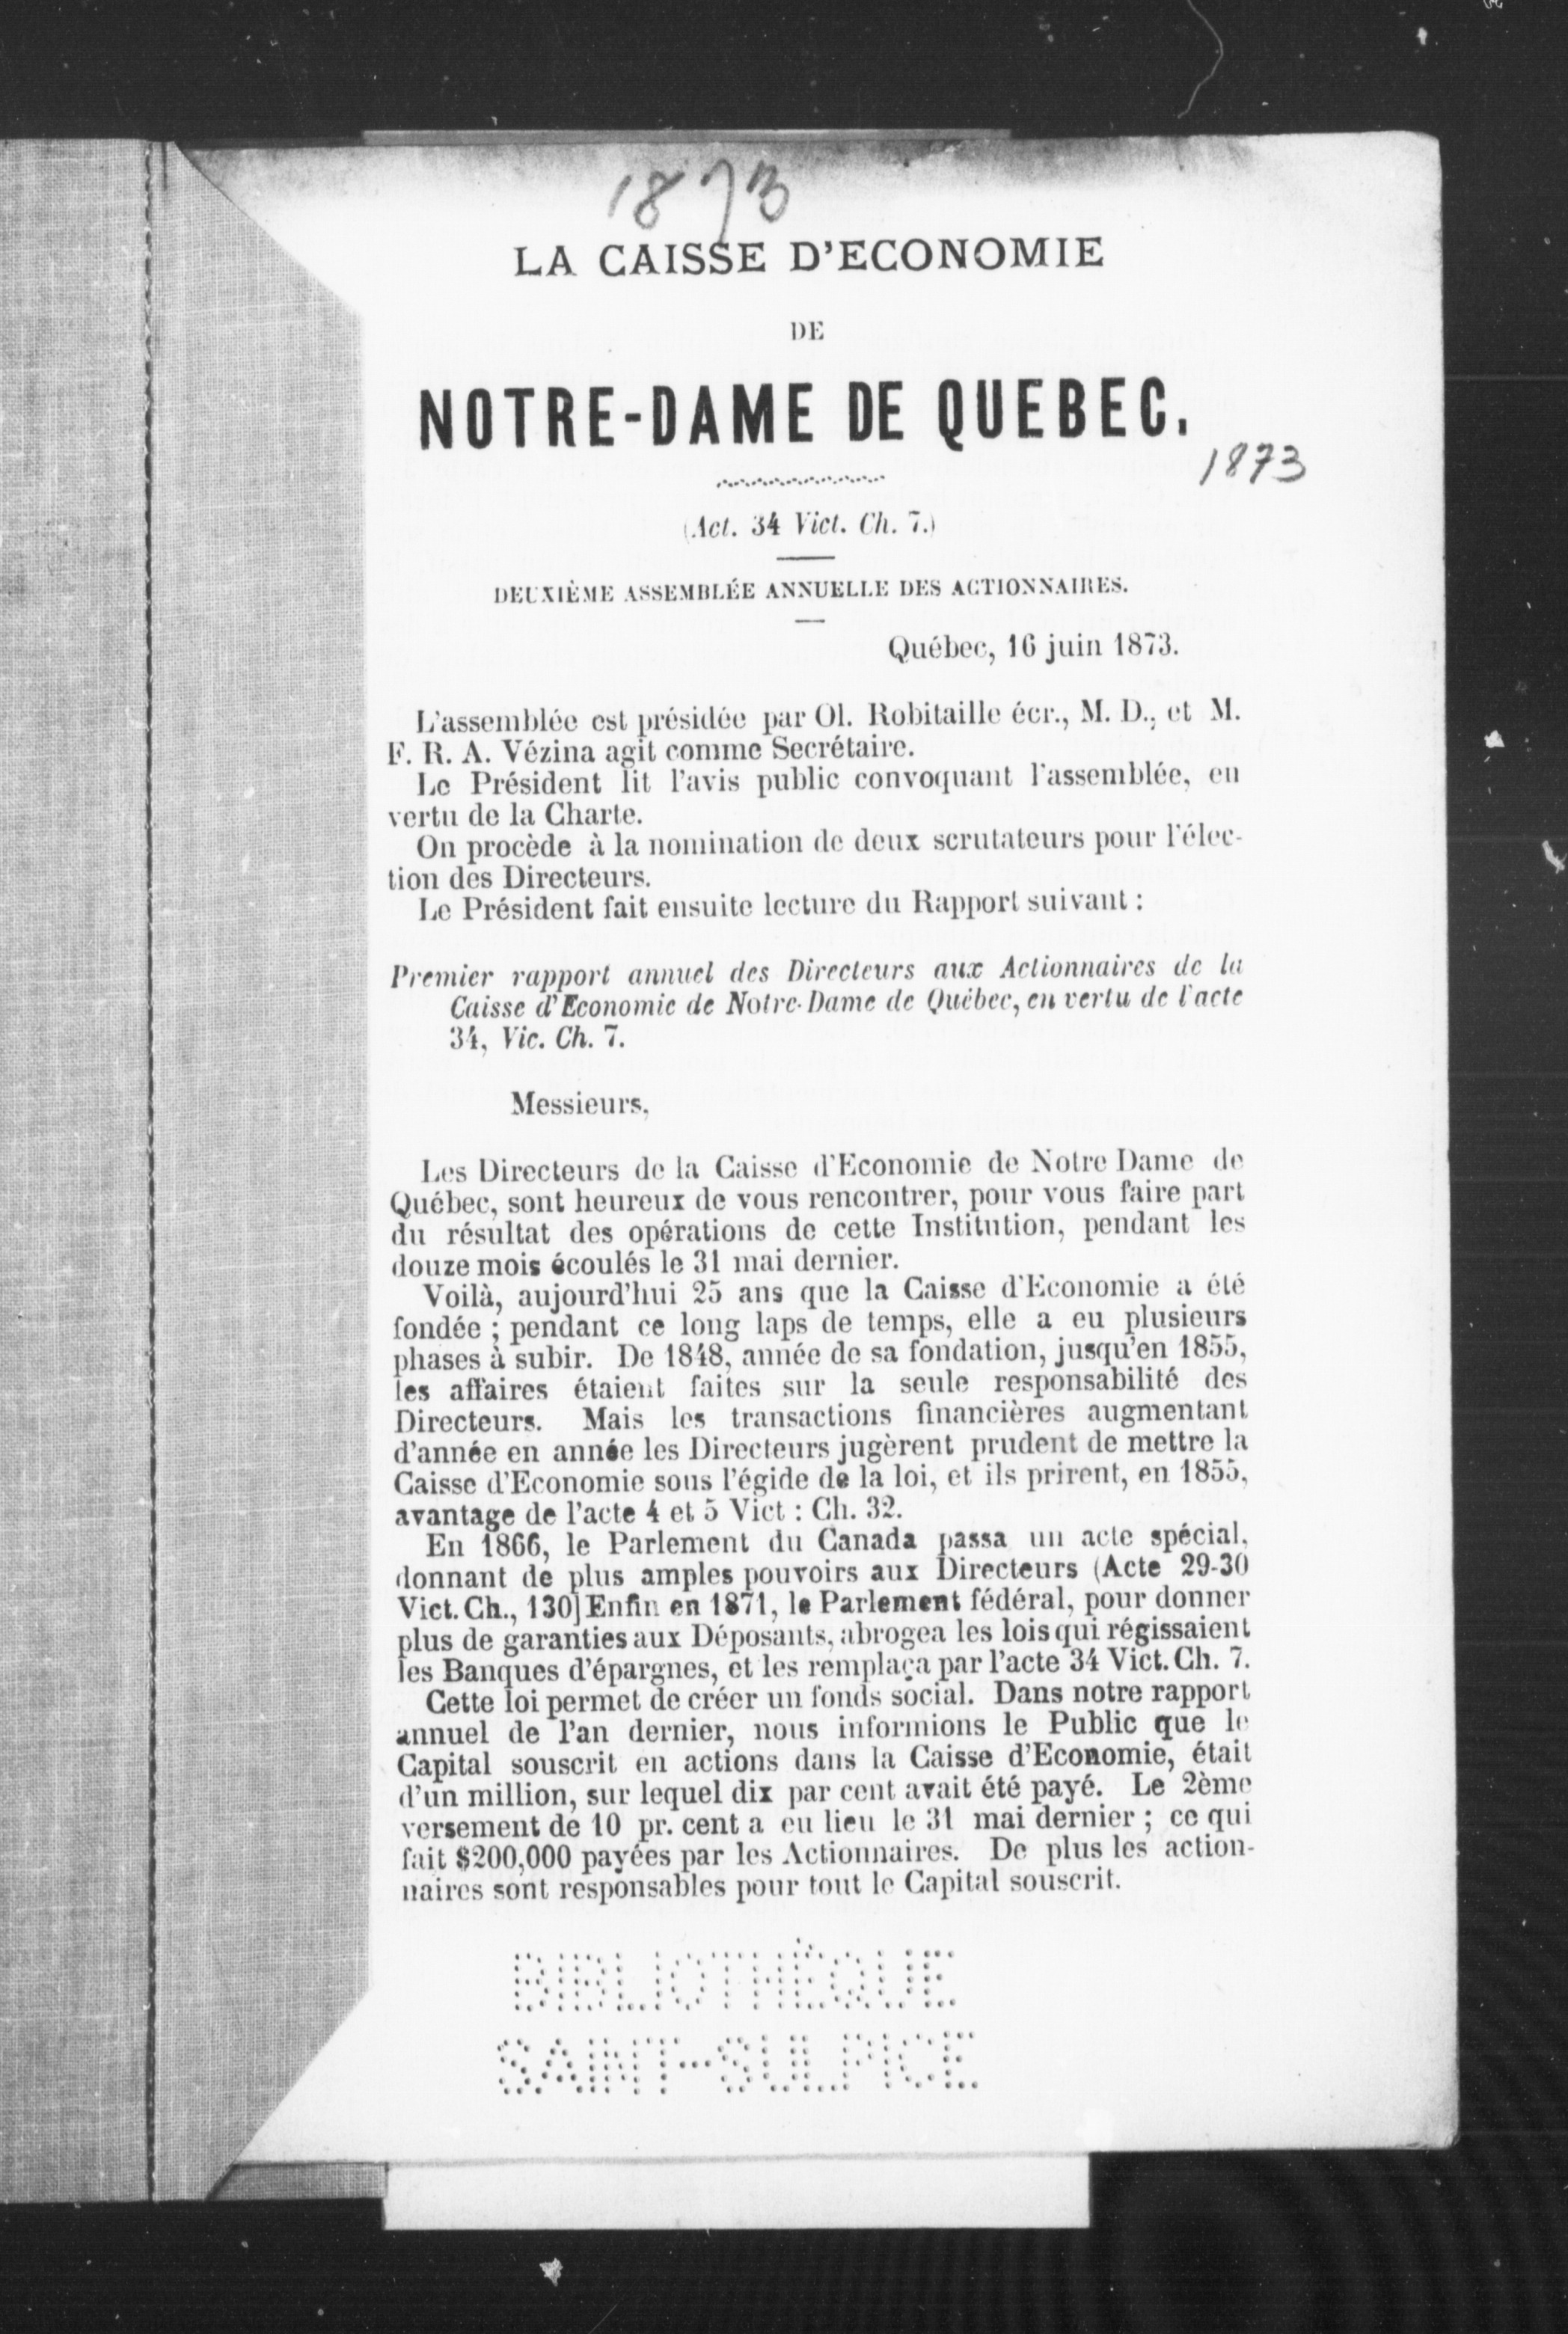 1873
LA CAISSE D'ECONOMIE
DE
NOTRE-DAME DE QUEBEC.
1873
(Act. 34 Vict. Ch. 7.)
DEUXIÈME ASSEMBLÉE ANNUELLE DES ACTIONNAIRES.
Québec, 16 juin 1873.
L'assemblée est présidée par Ol. Robitaille écr., M. D., et M.
F. R. A. Vézina agit comme Secrétaire.
Le Président lit l'avis public convoquant l'assemblée, en
vertu de la Charte.
On procède à la nomination de deux scrutateurs pour l'élec-
tion des Directeurs.
Le Président fait ensuite lecture du Rapport suivant :
Premier rapport annuel des Directeurs aux Actionnaires de la
Caisse d'Economie de Notre-Dame de Québec, en vertu de l'acte
34, Vic. Ch. 7.
Messieurs,
Les Directeurs de la Caisse d'Economie de Notre Dame de
Québec, sont heureux de vous rencontrer, pour vous faire part
du résultat des opérations de cette Institution, pendant les
douze mois écoulés le 31 mai dernier.
Voilà, aujourd'hui 25 ans que la Caisse d'Economie a été
fondée ; pendant ce long laps de temps, elle a eu plusieurs
phases à subir. De 1848, année de sa fondation, jusqu'en 1855,
les affaires étaient faites sur la seule responsabilité des
Directeurs. Mais les transactions financières augmentant
d'année en année les Directeurs jugèrent prudent de mettre la
Caisse d'Economie sous l'égide de la loi, et ils prirent, en 1855,
avantage de l'acte 4 et 5 Vict : Ch. 32.
En 1866, le Parlement du Canada passa un acte spécial,
donnant de plus amples pouvoirs aux Directeurs (Acte 29-30
Vict. Ch., 130] Enfin en 1871, le Parlement fédéral, pour donner
plus de garanties aux Déposants, abrogea les lois qui régissaient
les Banques d'épargnes, et les remplaça par l'acte 34 Vict. Ch. 7.
Cette loi permet de créer un fonds social. Dans notre rapport
annuel de l'an dernier, nous informions le Public que le
Capital souscrit en actions dans la Caisse d'Economie, était
d'un million, sur lequel dix par cent avait été payé. Le 2ème
versement de 10 pr. cent a eu lieu le 31 mai dernier ; ce qui
fait $200,000 payées par les Actionnaires. De plus les action-
naires sont responsables pour tout le Capital souscrit.
BIBLIOTHÈQUE
SAINT-SULPICE